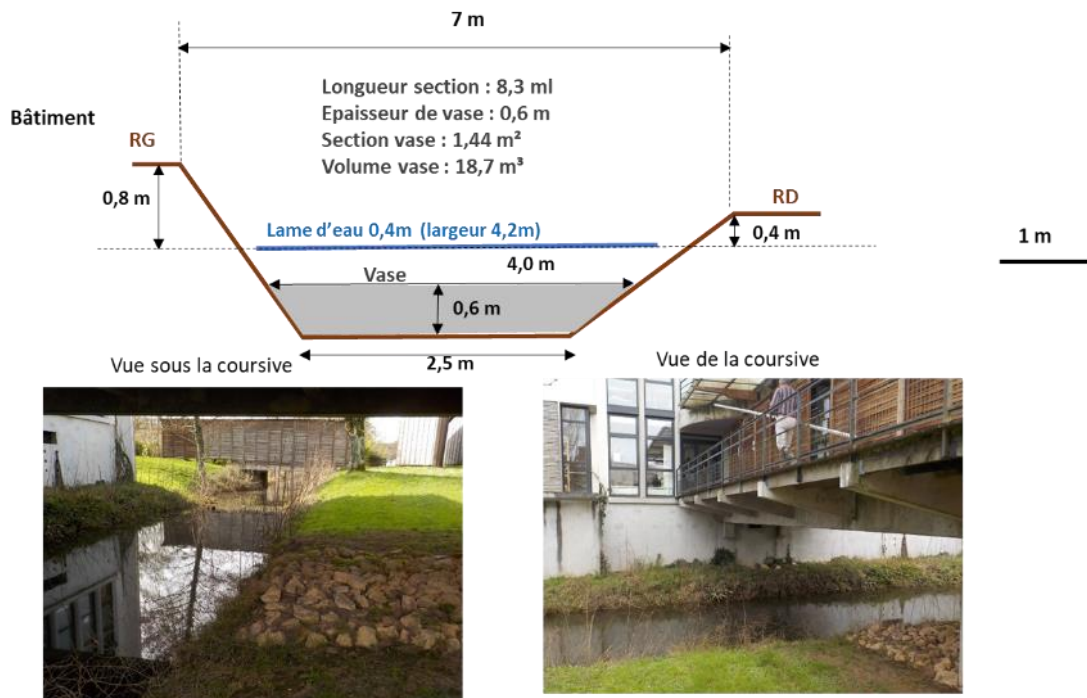 7 m
Longueur section : 8,3 ml
Epaisseur de vase : 0,6 m
Section vase : 1,44 m²
Volume vase : 18,7 m³
Bâtiment
RG
RD
0,8 m
Lame d’eau 0,4m (largeur 4,2m)
0,4 m
1 m
4,0 m
Vase
0,6 m
2,5 m
Vue sous la coursive
Vue de la coursive